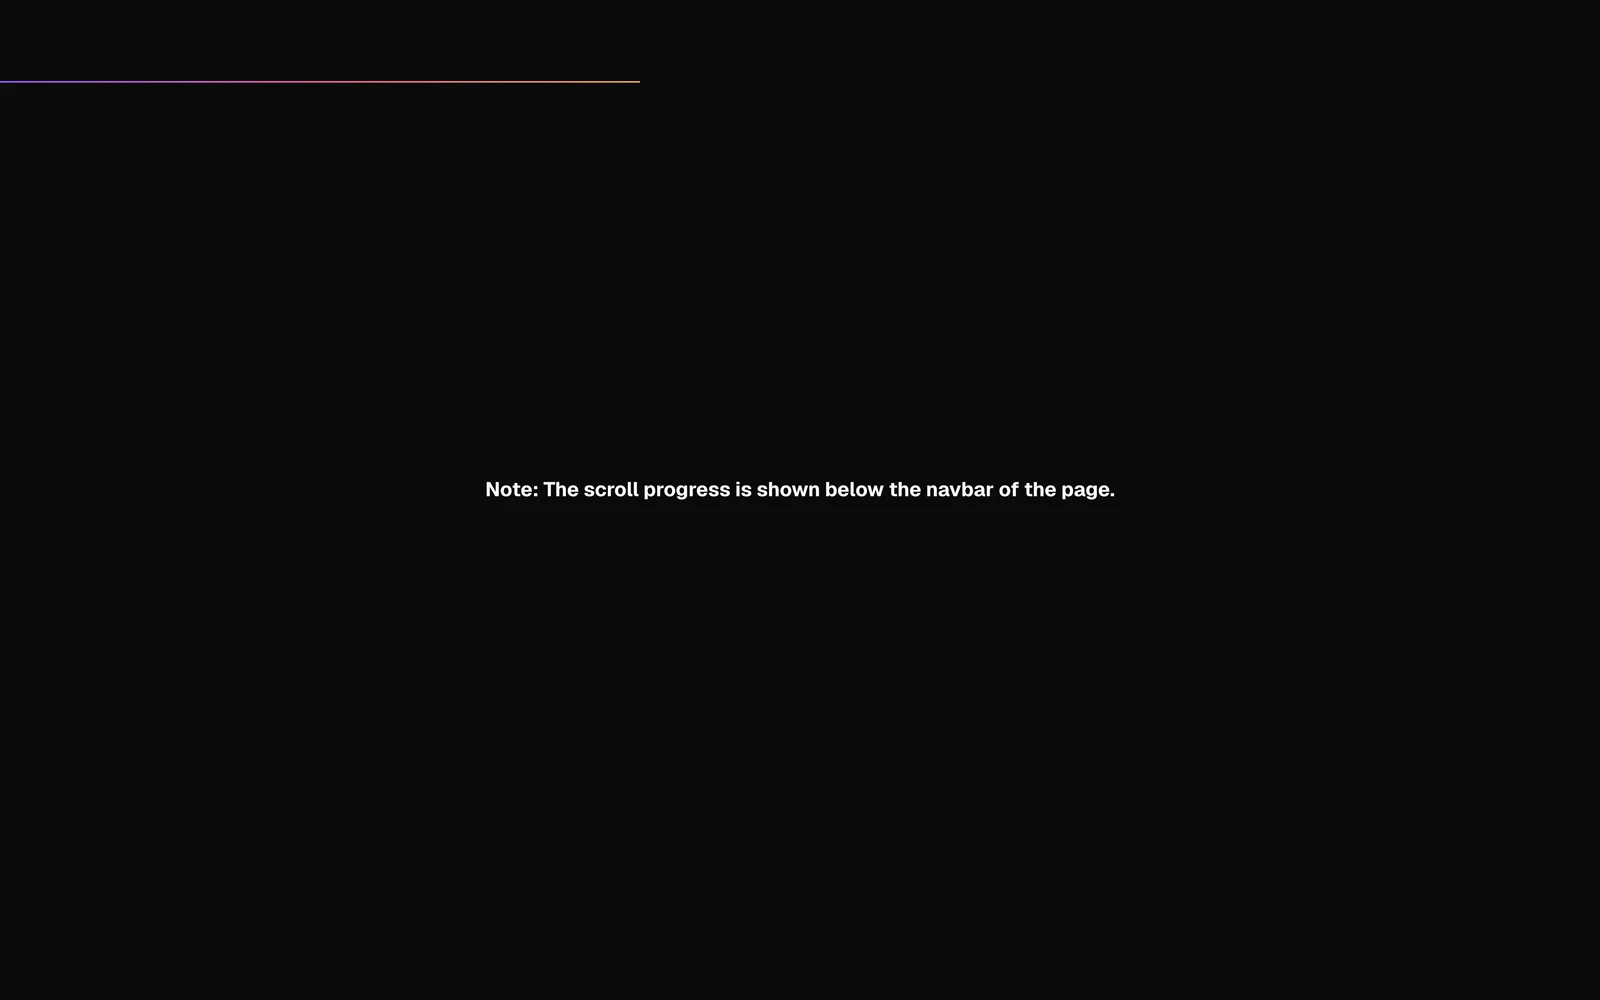 Note: The scroll progress is shown below the navbar of the page.